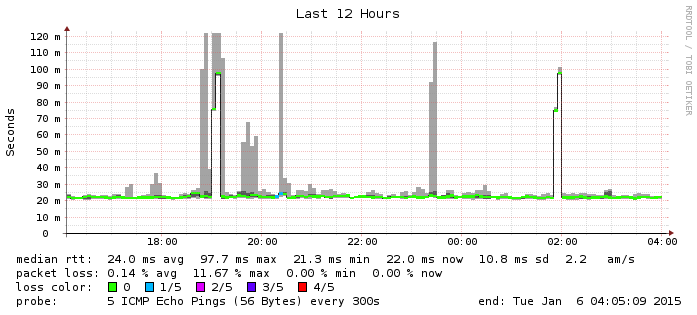 Last 12 Hours
RRDTOOL / TOBI OETIKER
Seconds
120 m
110 m
100 m
90 m
80 m
70 m
60 m
50 m
40 m
30 m
20 m
10 m
0
18:00 20:00 22:00 00:00 02:00 04:00
median rtt: 24.0 ms avg 97.7 ms max 21.3 ms min 22.0 ms now 10.8 ms sd 2.2 am/s
packet loss: 0.14 % avg 11.67 % max 0.00 % min 0.00 % now
loss color: 0 1/5 2/5 3/5 4/5
probe: 5 ICMP Echo Pings (56 Bytes) every 300s end: Tue Jan 6 04:05:09 2015